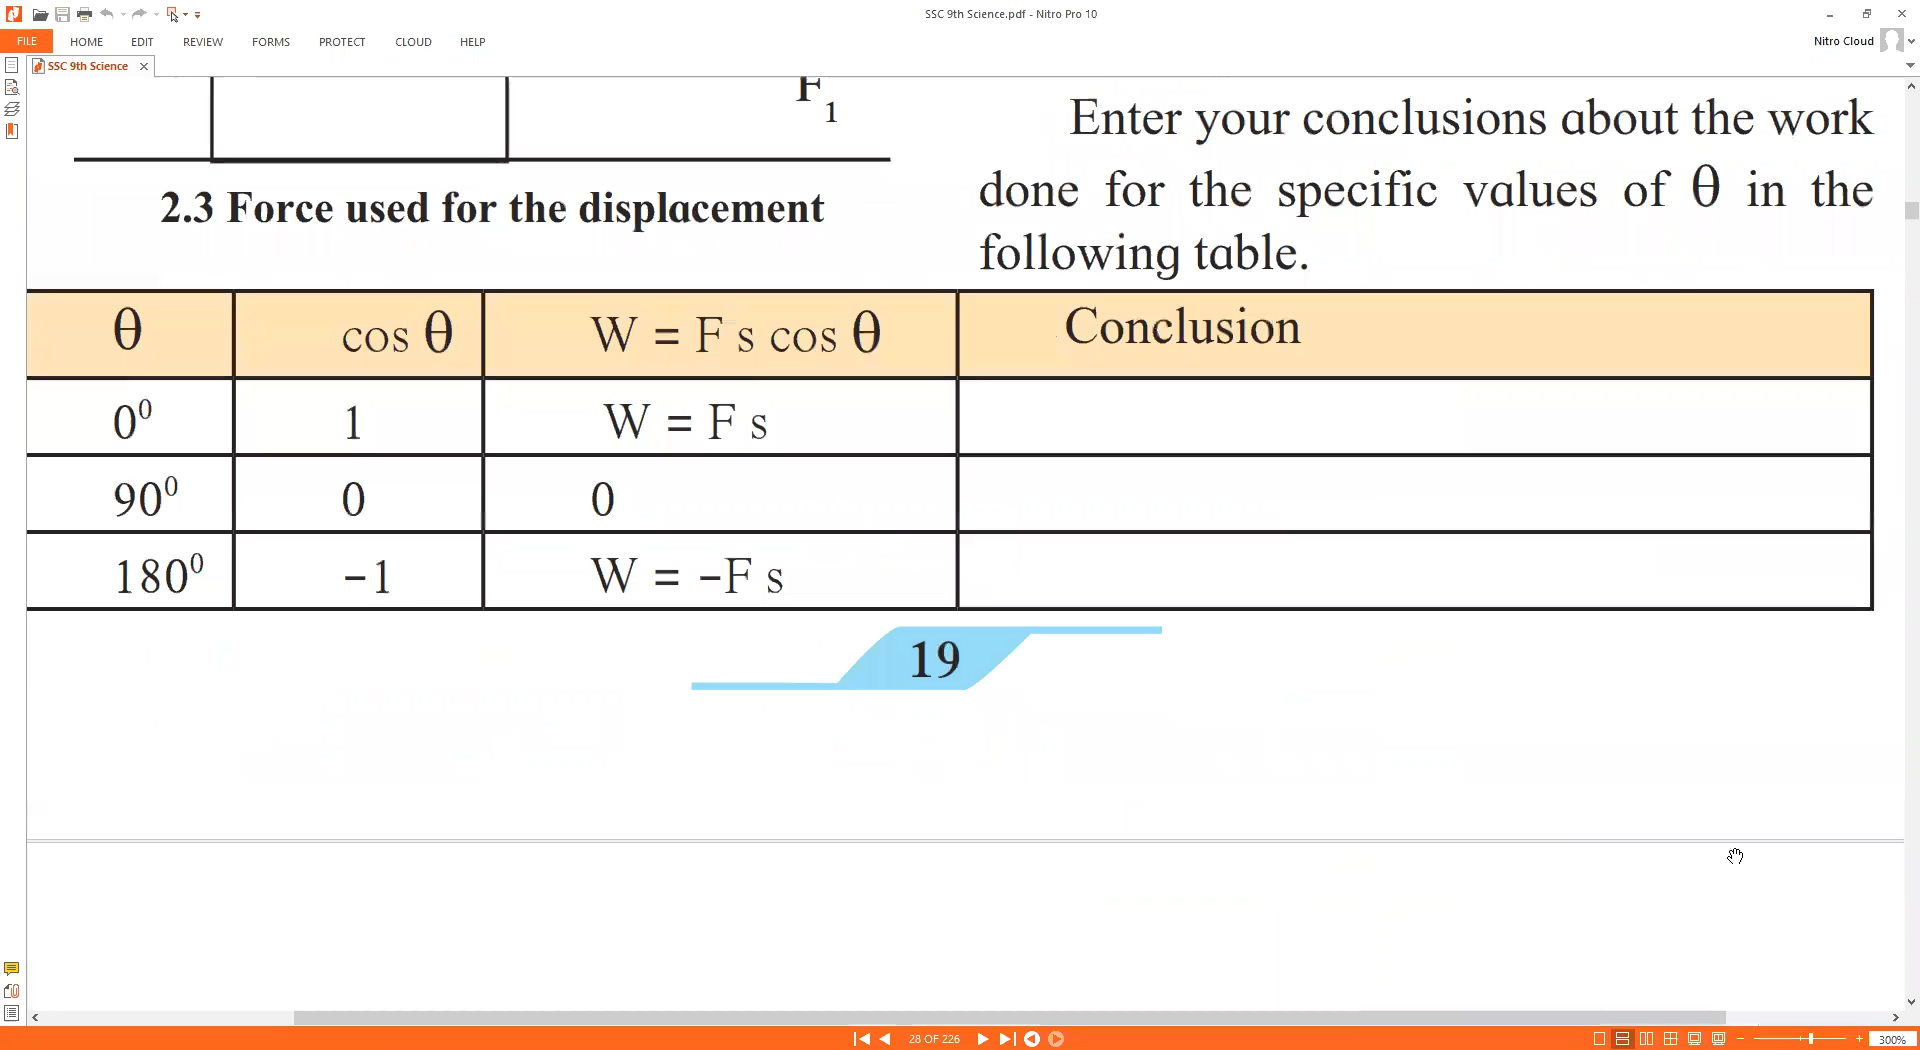 SSC 9th Science.pdf - Nitro Pro 10
FILE HOME EDIT REVIEW FORMS PROTECT CLOUD HELP
Nitro Cloud
SSC 9th Science
F1
2.3 Force used for the displacement
Enter your conclusions about the work
done for the specific values of θ in the
following table.
θ cos θ W = F s cos θ Conclusion
0⁰ 1 W = F s
90⁰ 0 0
180⁰ −1 W = −F s
19
28 OF 226
300%